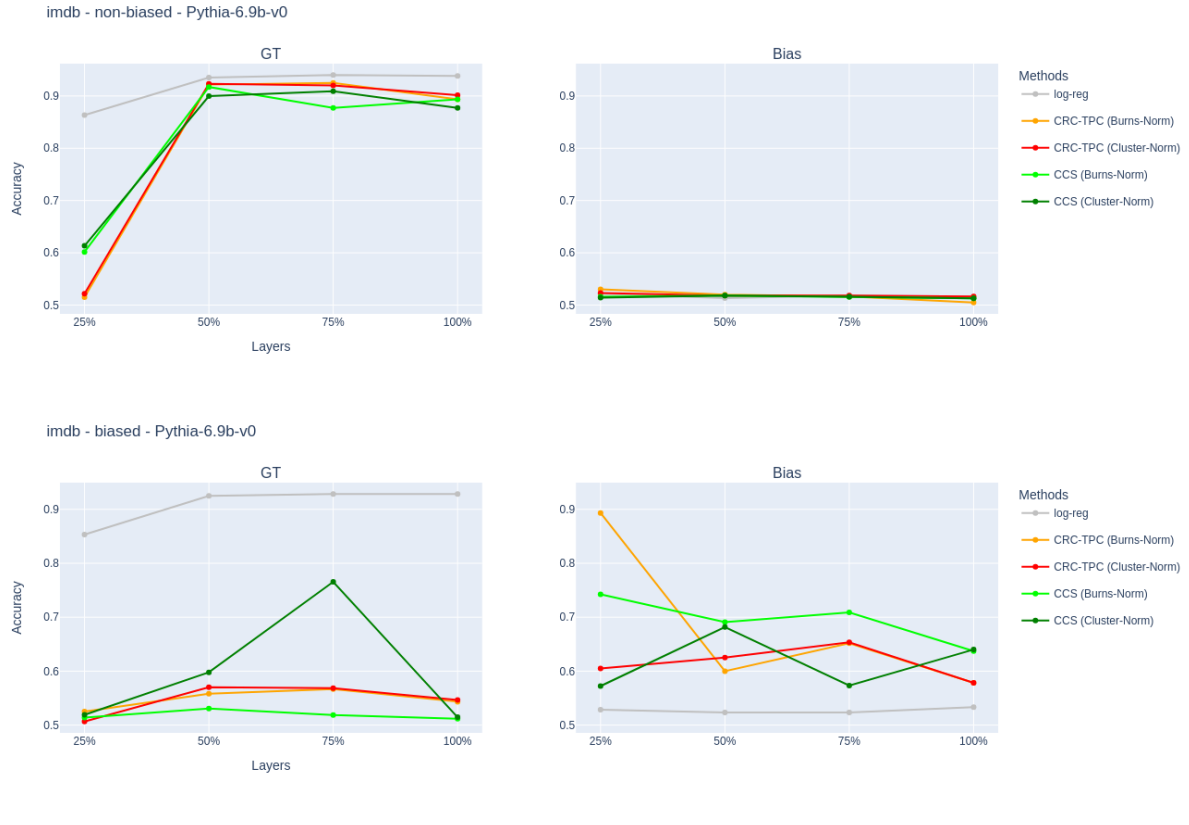 imdb - non-biased - Pythia-6.9b-v0
GT
Bias
Accuracy
0.9
0.8
0.7
0.6
0.5
25%
50%
75%
100%
Layers
0.9
0.8
0.7
0.6
0.5
25%
50%
75%
100%
Methods
log-reg
CRC-TPC (Burns-Norm)
CRC-TPC (Cluster-Norm)
CCS (Burns-Norm)
CCS (Cluster-Norm)
imdb - biased - Pythia-6.9b-v0
GT
Bias
Accuracy
0.9
0.8
0.7
0.6
0.5
25%
50%
75%
100%
Layers
0.9
0.8
0.7
0.6
0.5
25%
50%
75%
100%
Methods
log-reg
CRC-TPC (Burns-Norm)
CRC-TPC (Cluster-Norm)
CCS (Burns-Norm)
CCS (Cluster-Norm)